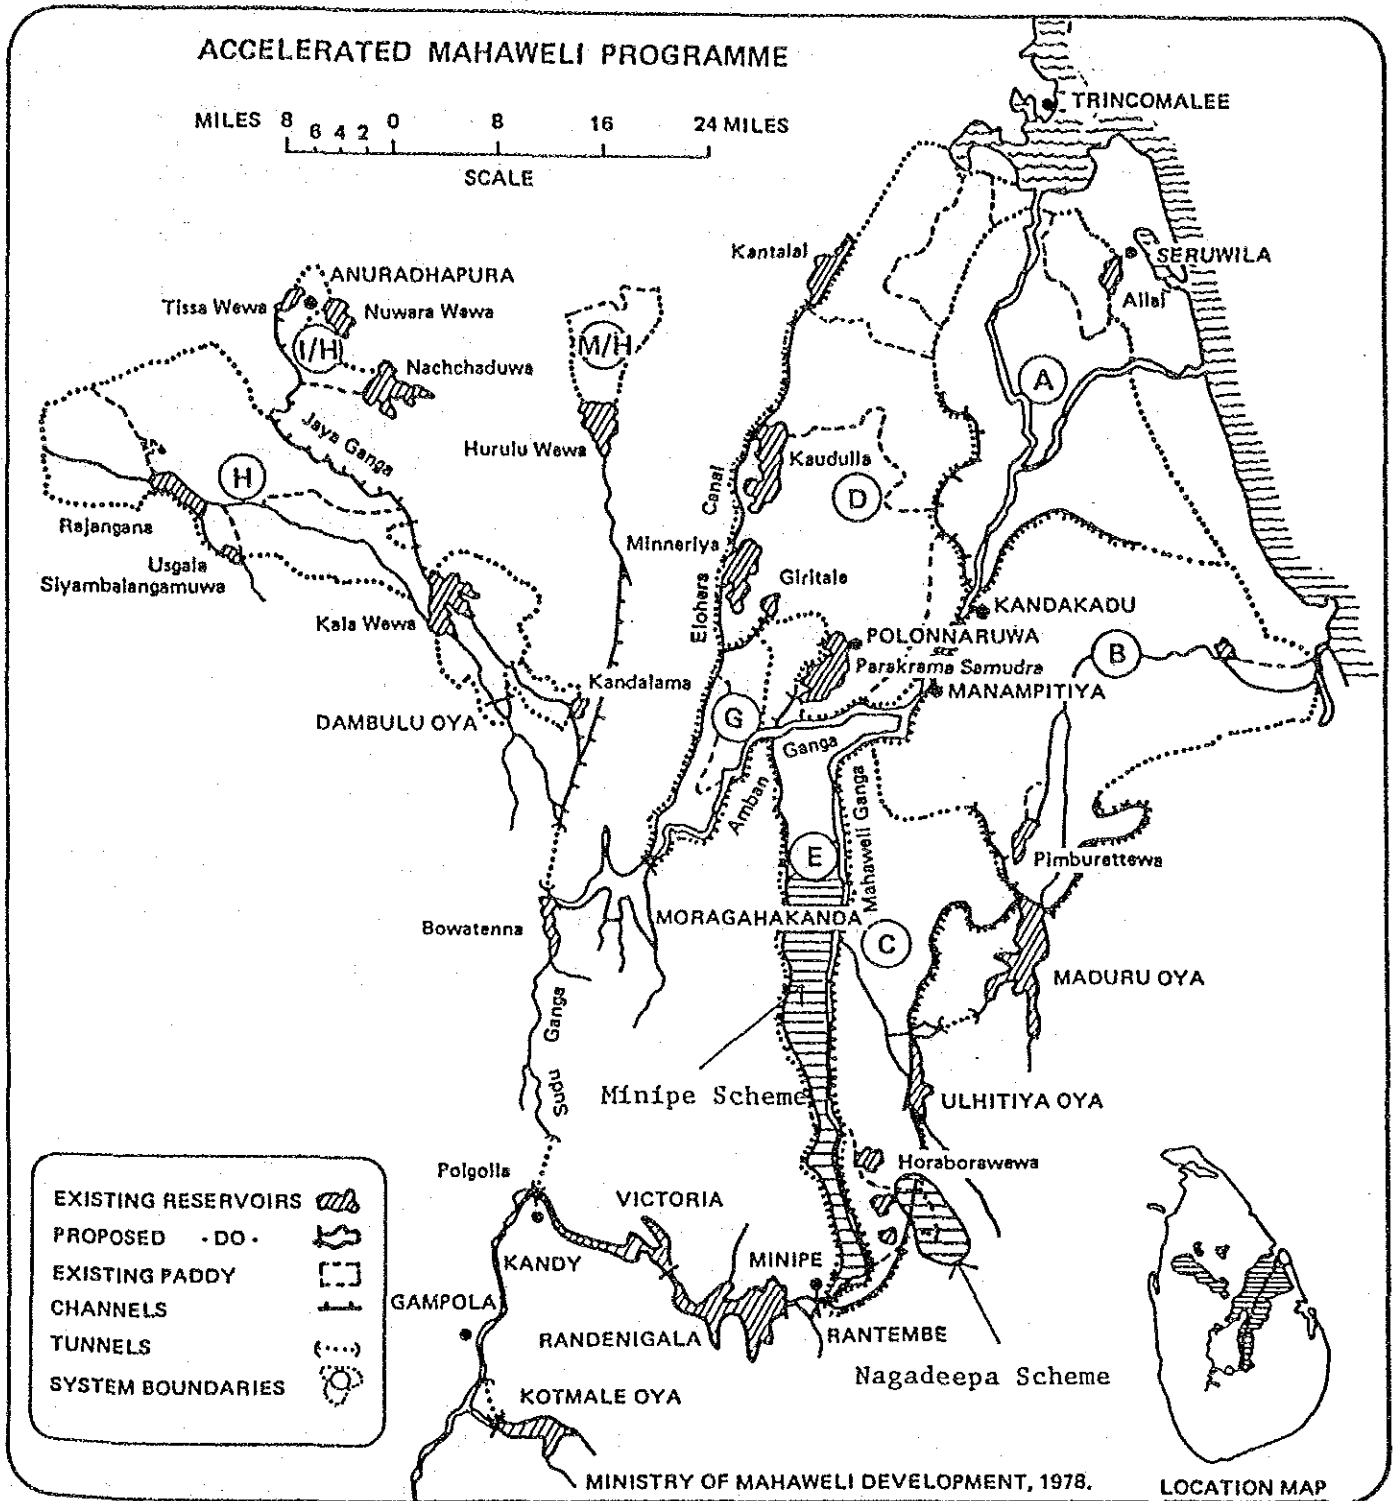 ACCELERATED MAHAWELI PROGRAMME
MILES 8 6 4 2 0 8 16 24 MILES
SCALE
TRINCOMALEE
Kantalai
SERUWILA
Allai
ANURADHAPURA
Tissa Wewa
Nuwara Wewa
I/H
M/H
Nachchaduwa
A
Jaya Ganga
Hurulu Wewa
Kaudulla
H
D
Canal
Elohera
Rajangana
Minneriya
Usgala
Siyambalangamuwa
Giritale
Kala Wewa
KANDAKADU
POLONNARUWA
Parakrama Samudra
B
Kandalama
MANAMPITIYA
DAMBULU OYA
G
Ganga
Amban
Mahaweli Ganga
E
Pimburettewa
MORAGAHAKANDA
Bowatenna
C
MADURU OYA
Ganga
Sudu
Minipe Scheme
ULHITIYA OYA
Polgolla
Horaborawewa
VICTORIA
KANDY
MINIPE
GAMPOLA
RANDENIGALA
RANTEMBE
Nagadeepa Scheme
KOTMALE OYA
EXISTING RESERVOIRS
PROPOSED - DO -
EXISTING PADDY
CHANNELS
TUNNELS
SYSTEM BOUNDARIES
MINISTRY OF MAHAWELI DEVELOPMENT, 1978.
LOCATION MAP